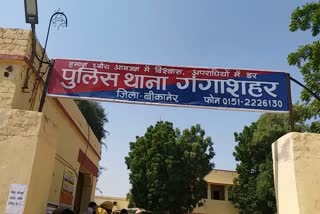 हमारा ध्येय आमजन में विश्वास, अपराधियों में डर
पुलिस थाना गंगाशहर
जिला-बीकानेर फोन 0151-2226130